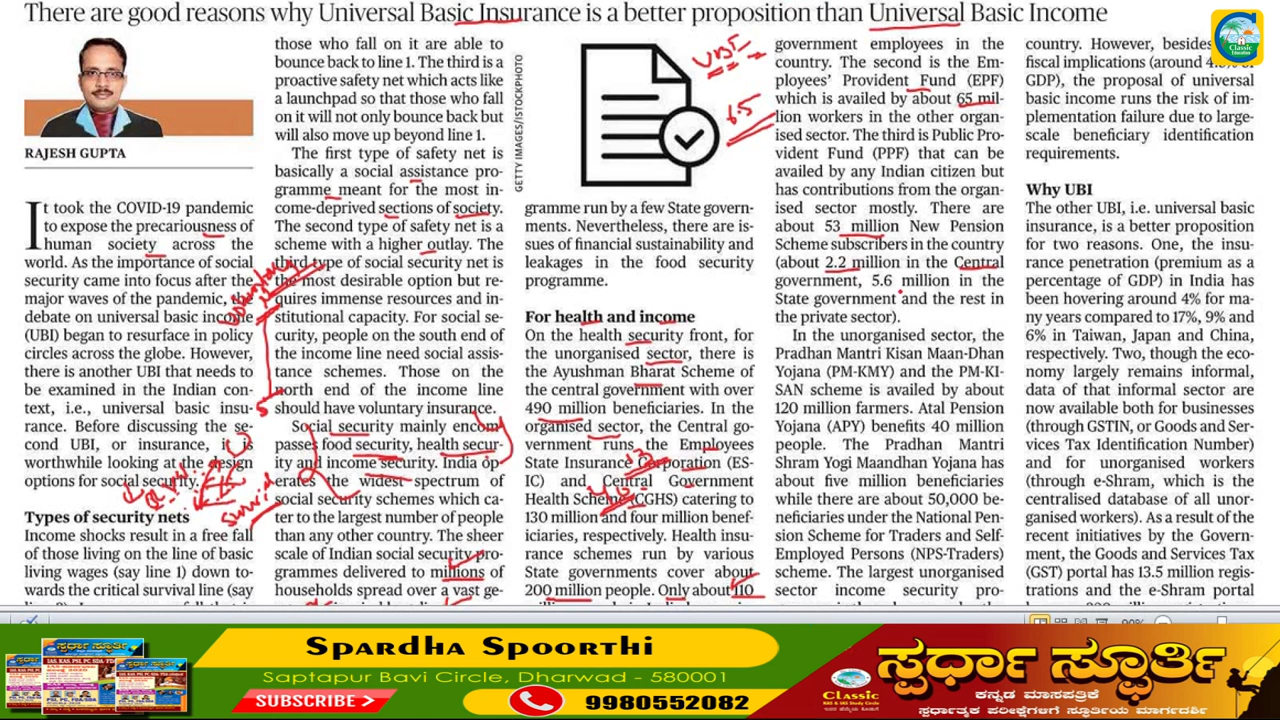 There are good reasons why Universal Basic Insurance is a better proposition than Universal Basic Income
RAJESH GUPTA
It took the COVID-19 pandemic
to expose the precariousness of
human society across the
world. As the importance of social
security came into focus after the
major waves of the pandemic, the
debate on universal basic income
(UBI) began to resurface in policy
circles across the globe. However,
there is another UBI that needs to
be examined in the Indian con-
text, i.e., universal basic insu-
rance. Before discussing the se-
cond UBI, or insurance, it is
worthwhile looking at the design
options for social security.
Types of security nets
Income shocks result in a free fall
of those living on the line of basic
living wages (say line 1) down to-
wards the critical survival line (say
those who fall on it are able to
bounce back to line 1. The third is a
proactive safety net which acts like
a launchpad so that those who fall
on it will not only bounce back but
will also move up beyond line 1.
The first type of safety net is
basically a social assistance pro-
gramme meant for the most in-
come-deprived sections of society.
The second type of safety net is a
scheme with a higher outlay. The
third type of social security net is
the most desirable option but re-
quires immense resources and in-
stitutional capacity. For social se-
curity, people on the south end of
the income line need social assis-
tance schemes. Those on the
north end of the income line
should have voluntary insurance.
Social security mainly encom-
passes food security, health secur-
ity and income security. India op-
erates the widest spectrum of
social security schemes which ca-
ter to the largest number of people
than any other country. The sheer
scale of Indian social security pro-
grammes delivered to millions of
households spread over a vast ge-
GETTY IMAGES/ISTOCKPHOTO
UBI
6.5
gramme run by a few State govern-
ments. Nevertheless, there are is-
sues of financial sustainability and
leakages in the food security
programme.
For health and income
On the health security front, for
the unorganised sector, there is
the Ayushman Bharat Scheme of
the central government with over
490 million beneficiaries. In the
organised sector, the Central go-
vernment runs the Employees
State Insurance Corporation (ES-
IC) and Central Government
Health Scheme (CGHS) catering to
130 million and four million benef-
iciaries, respectively. Health insu-
rance schemes run by various
State governments cover about
200 million people. Only about 110
government employees in the
country. The second is the Em-
ployees' Provident Fund (EPF)
which is availed by about 65 mil-
lion workers in the other organ-
ised sector. The third is Public Pro-
vident Fund (PPF) that can be
availed by any Indian citizen but
has contributions from the organ-
ised sector mostly. There are
about 53 million New Pension
Scheme subscribers in the country
(about 2.2 million in the Central
government, 5.6 million in the
State government and the rest in
the private sector).
In the unorganised sector, the
Pradhan Mantri Kisan Maan-Dhan
Yojana (PM-KMY) and the PM-KI-
SAN scheme is availed by about
120 million farmers. Atal Pension
Yojana (APY) benefits 40 million
people. The Pradhan Mantri
Shram Yogi Maandhan Yojana has
about five million beneficiaries
while there are about 50,000 be-
neficiaries under the National Pen-
sion Scheme for Traders and Self-
Employed Persons (NPS-Traders)
scheme. The largest unorganised
sector income security pro-
country. However, besides
fiscal implications (around
GDP), the proposal of universal
basic income runs the risk of im-
plementation failure due to large-
scale beneficiary identification
requirements.
Why UBI
The other UBI, i.e. universal basic
insurance, is a better proposition
for two reasons. One, the insu-
rance penetration (premium as a
percentage of GDP) in India has
been hovering around 4% for ma-
ny years compared to 17%, 9% and
6% in Taiwan, Japan and China,
respectively. Two, though the eco-
nomy largely remains informal,
data of that informal sector are
now available both for businesses
(through GSTIN, or Goods and Ser-
vices Tax Identification Number)
and for unorganised workers
(through e-Shram, which is the
centralised database of all unor-
ganised workers). As a result of the
recent initiatives by the Govern-
ment, the Goods and Services Tax
(GST) portal has 13.5 million regis-
trations and the e-Shram portal
Classic
Education
Spardha Spoorthi
Saptapur Bavi Circle, Dharwad - 580001
SUBSCRIBE
9980552082
ಸ್ಪರ್ಧಾ ಸ್ಫೂರ್ತಿ
Classic
ಕನ್ನಡ ಮಾಸಪತ್ರಿಕೆ
ಸ್ಪರ್ಧಾತ್ಮಕ ಪರೀಕ್ಷೆಗಳಿಗೆ ಸ್ಫೂರ್ತಿಯ ಮಾರ್ಗದರ್ಶಿ